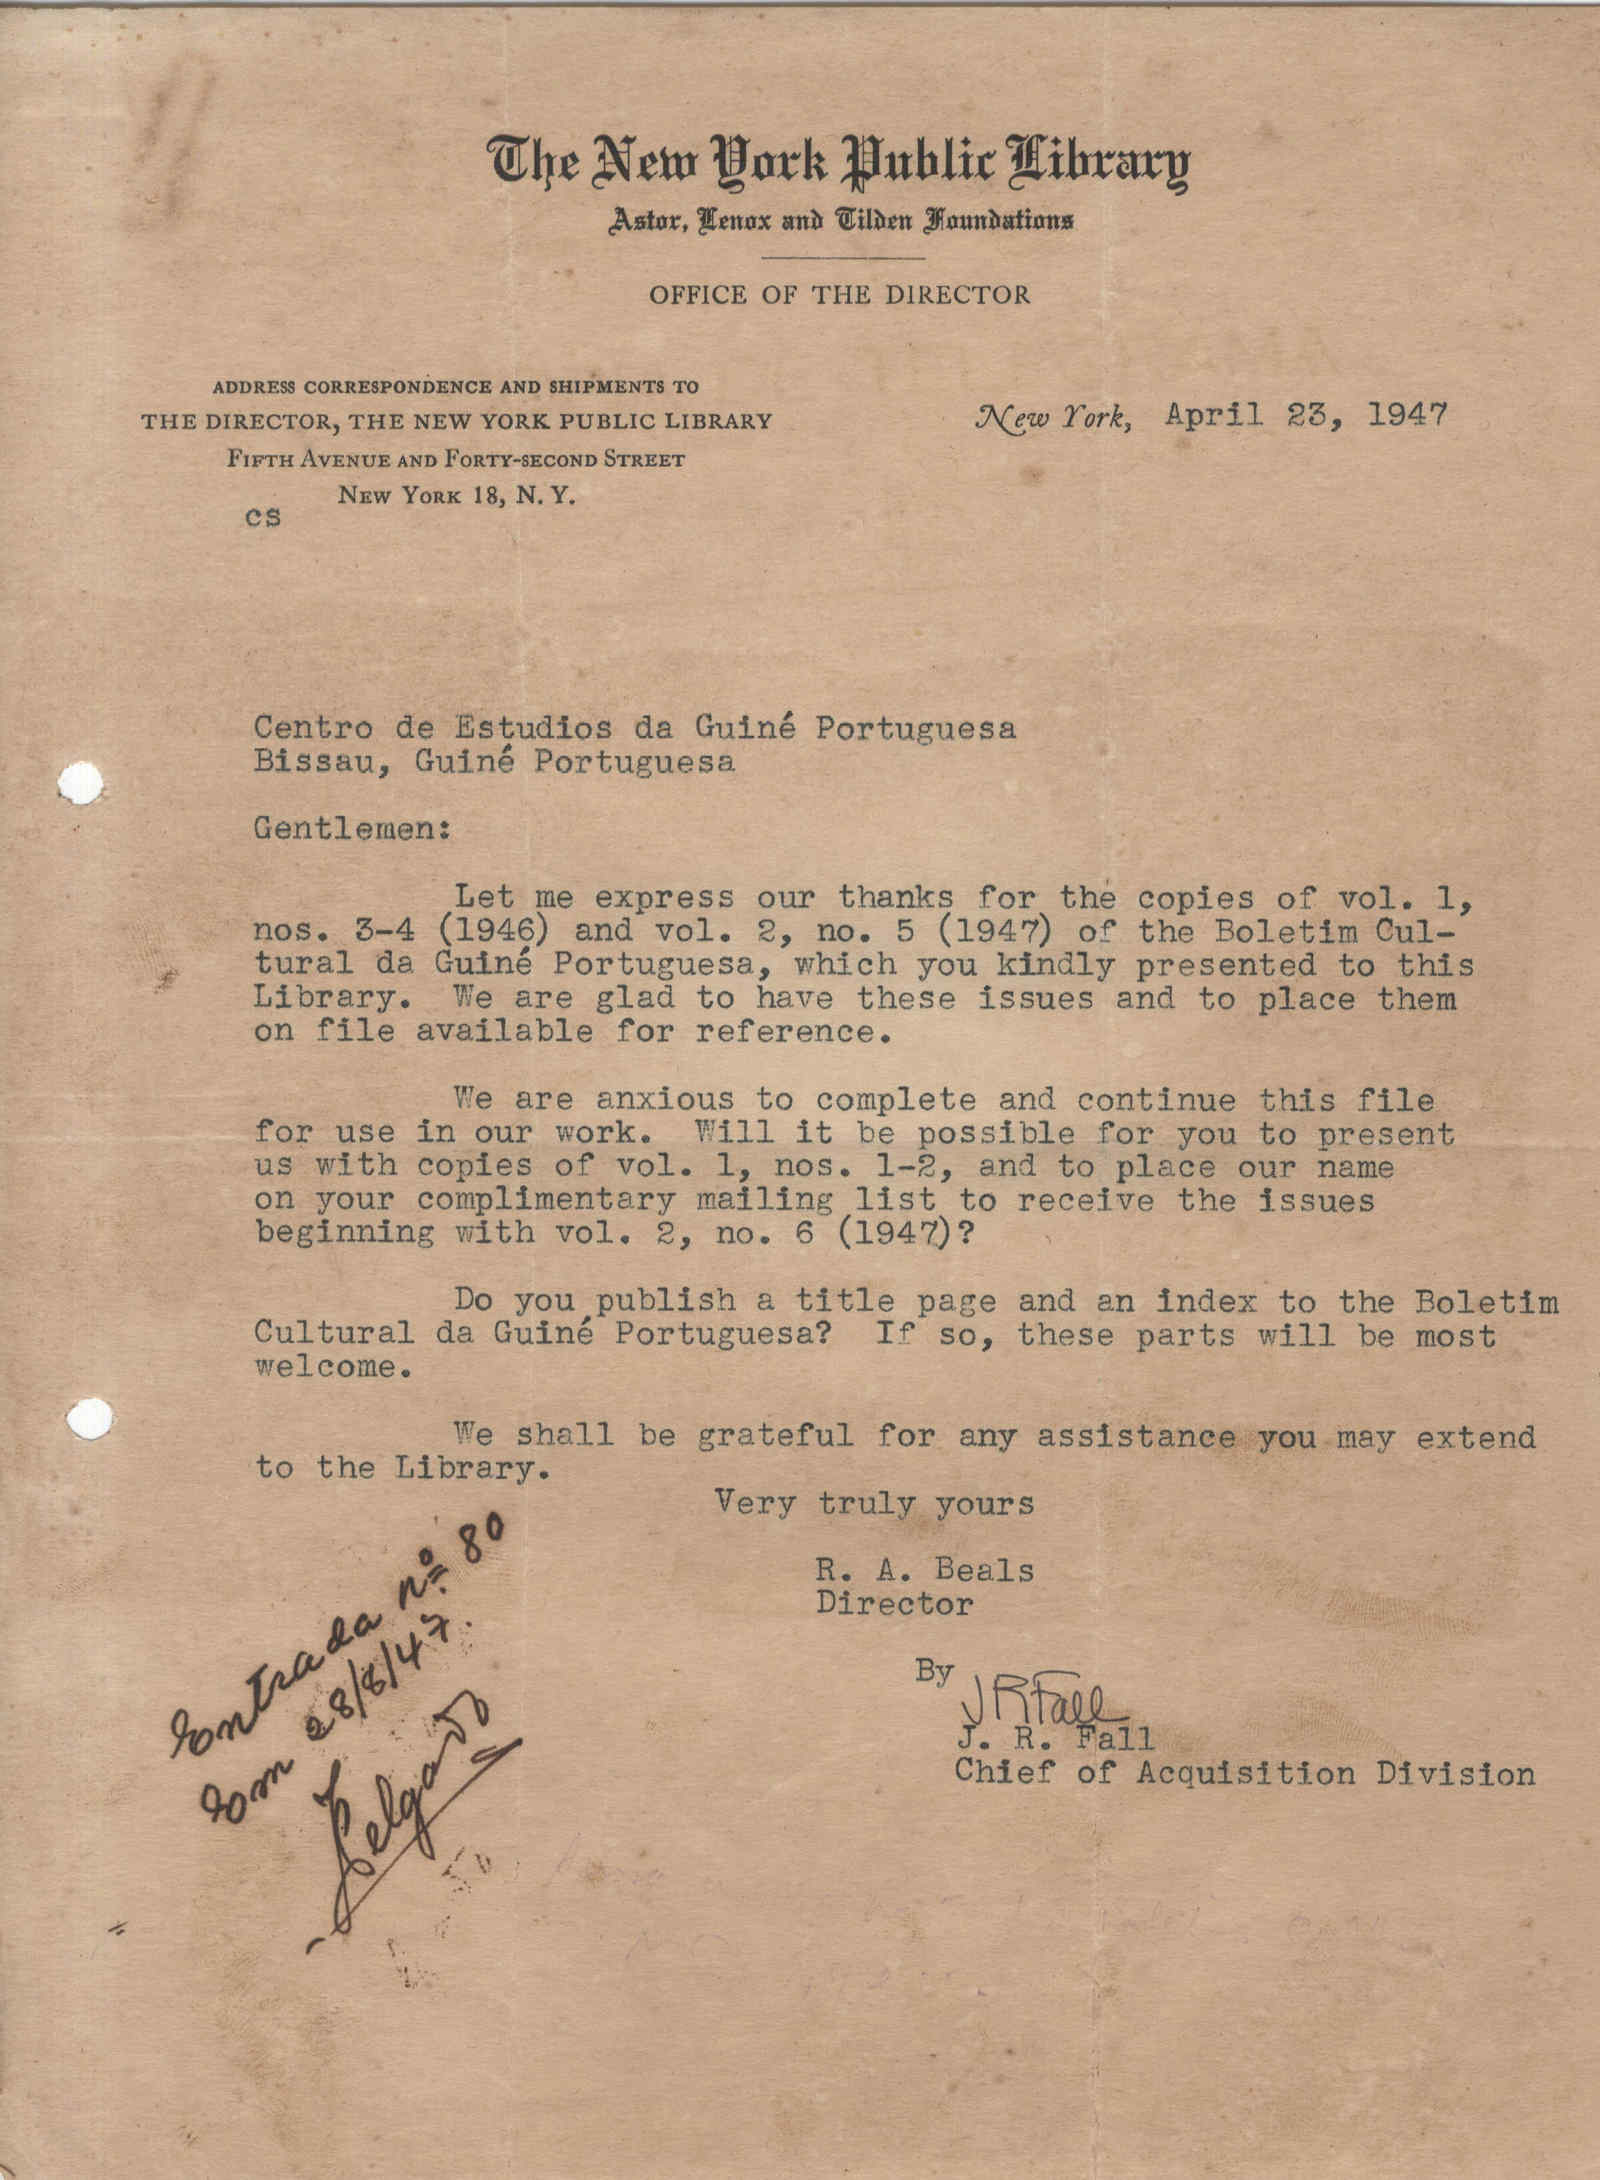 The New York Public Library
Astor, Lenox and Tilden Foundations
OFFICE OF THE DIRECTOR
ADDRESS CORRESPONDENCE AND SHIPMENTS TO
THE DIRECTOR, THE NEW YORK PUBLIC LIBRARY
FIFTH AVENUE AND FORTY-SECOND STREET
NEW YORK 18, N. Y.
cs
New York, April 23, 1947
Centro de Estudios da Guiné Portuguesa
Bissau, Guiné Portuguesa
Gentlemen:
Let me express our thanks for the copies of vol. 1,
nos. 3-4 (1946) and vol. 2, no. 5 (1947) of the Boletim Cul-
tural da Guiné Portuguesa, which you kindly presented to this
Library. We are glad to have these issues and to place them
on file available for reference.
We are anxious to complete and continue this file
for use in our work. Will it be possible for you to present
us with copies of vol. 1, nos. 1-2, and to place our name
on your complimentary mailing list to receive the issues
beginning with vol. 2, no. 6 (1947)?
Do you publish a title page and an index to the Boletim
Cultural da Guiné Portuguesa? If so, these parts will be most
welcome.
We shall be grateful for any assistance you may extend
to the Library.
Very truly yours
R. A. Beals
Director
By
J R Fall
J. R. Fall
Chief of Acquisition Division
Entrada nº 80
Em 28/8/47.